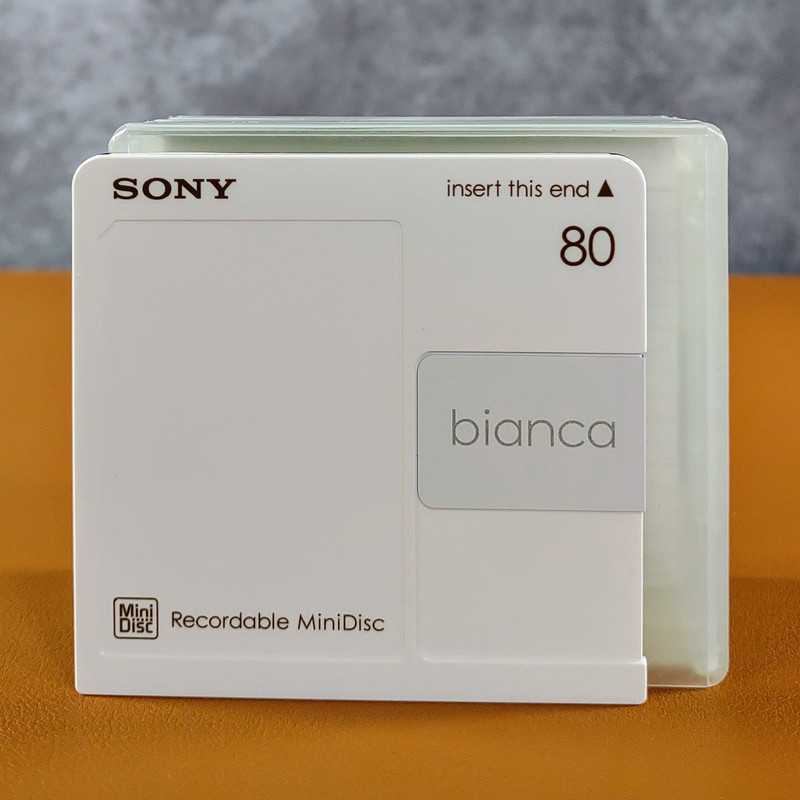 SONY
insert this end ▲
80
bianca
Mini
Disc
Recordable MiniDisc